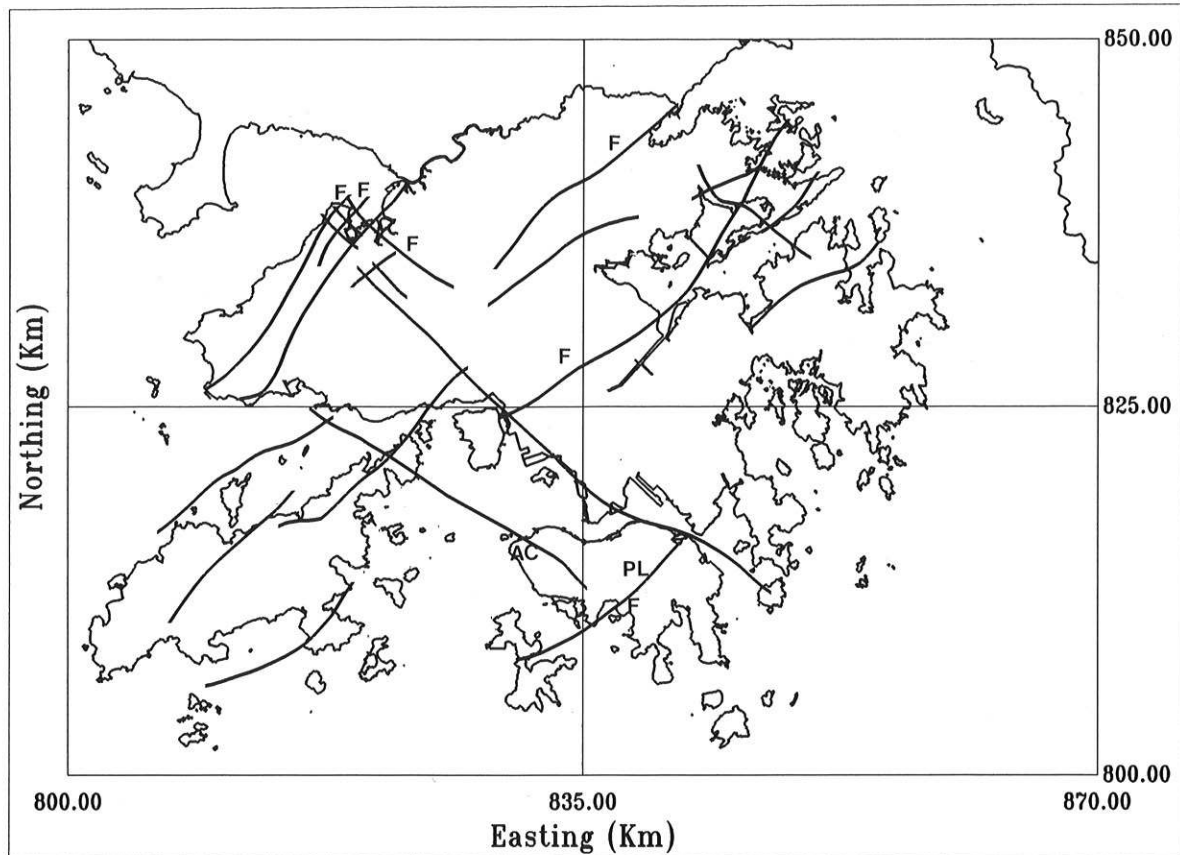 850.00
F
F F
F
F
825.00
AC
PL
F
800.00
800.00 835.00 870.00
Easting (Km)
Northing (Km)